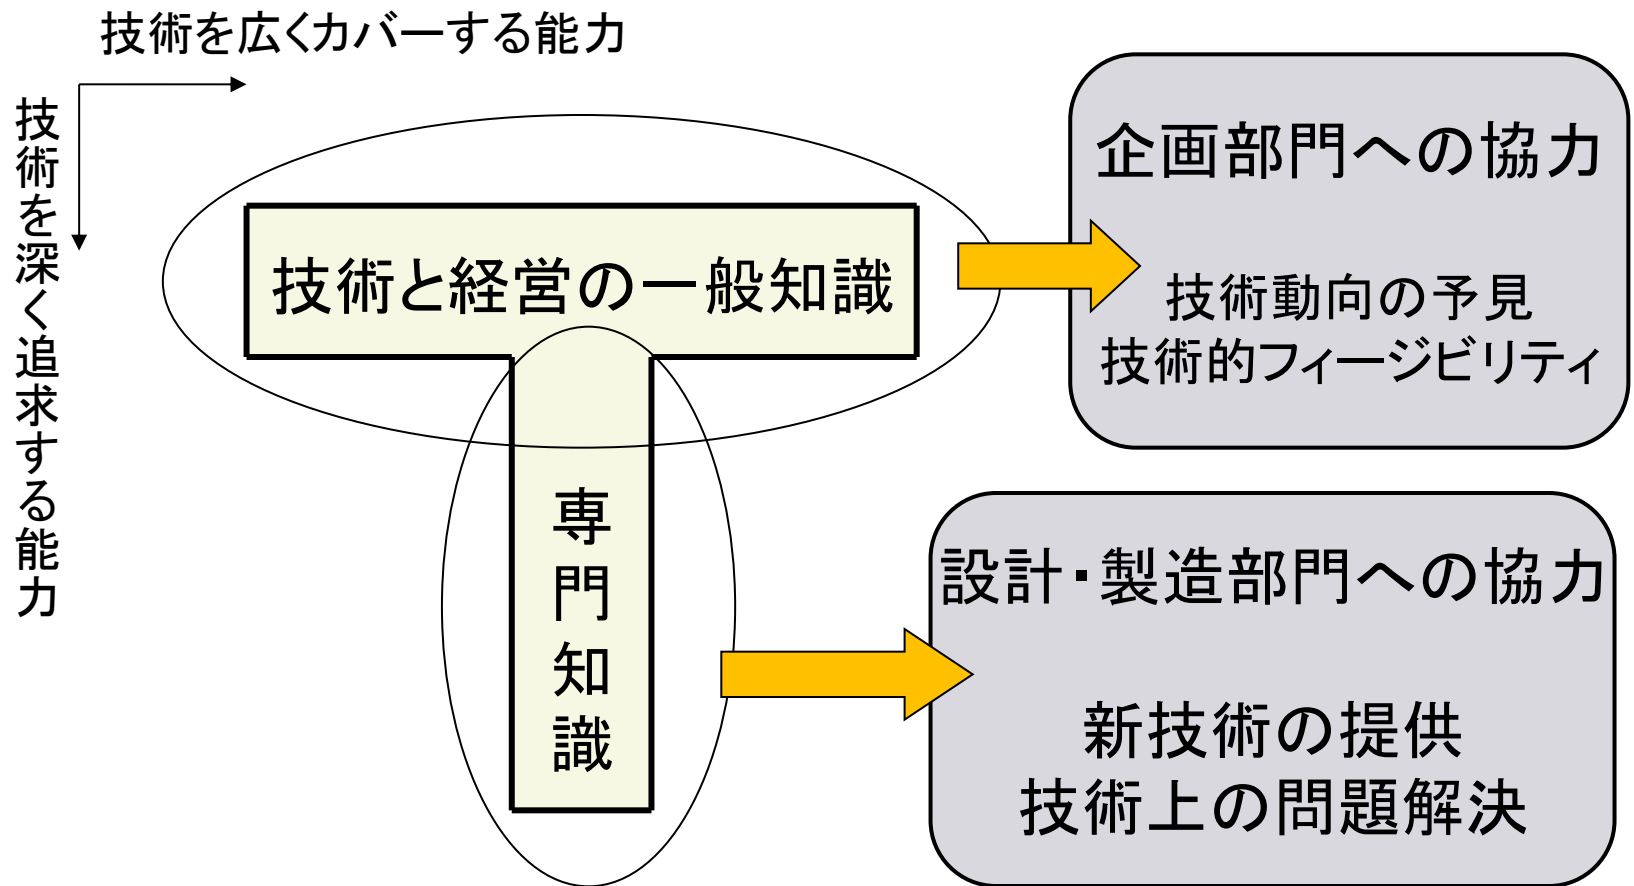 技術を広くカバーする能力
技術を深く追求する能力
技術と経営の一般知識
専門知識
企画部門への協力
技術動向の予見
技術的フィージビリティ
設計・製造部門への協力
新技術の提供
技術上の問題解決